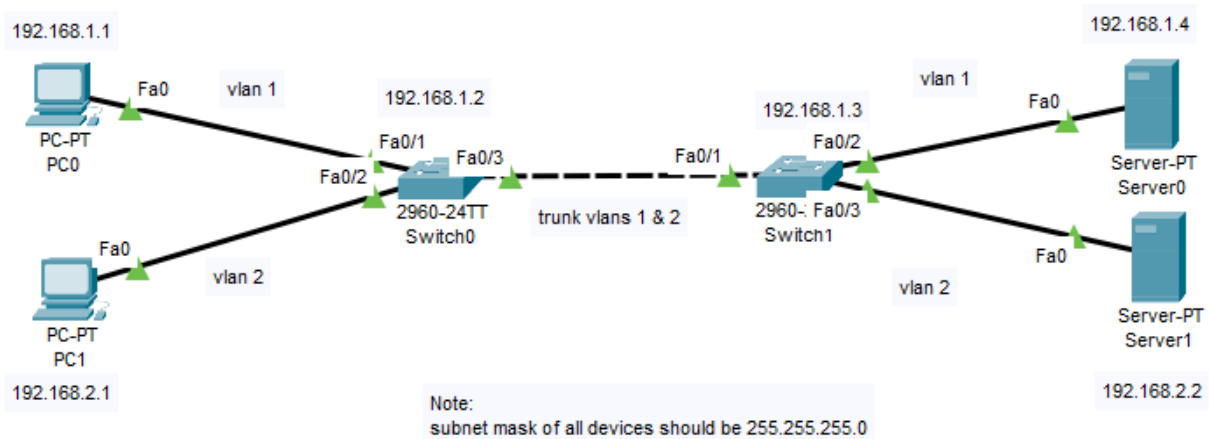 192.168.1.1
192.168.1.4
Fa0
vlan 1
192.168.1.2
192.168.1.3
vlan 1
Fa0
PC-PT
PC0
Fa0/1
Fa0/2
Fa0/3
Fa0/1
Fa0/2
Server-PT
Server0
2960-24TT
Switch0
trunk vlans 1 & 2
2960-
Fa0/3
Switch1
Fa0
vlan 2
Fa0
vlan 2
PC-PT
PC1
Server-PT
Server1
192.168.2.1
192.168.2.2
Note:
subnet mask of all devices should be 255.255.255.0